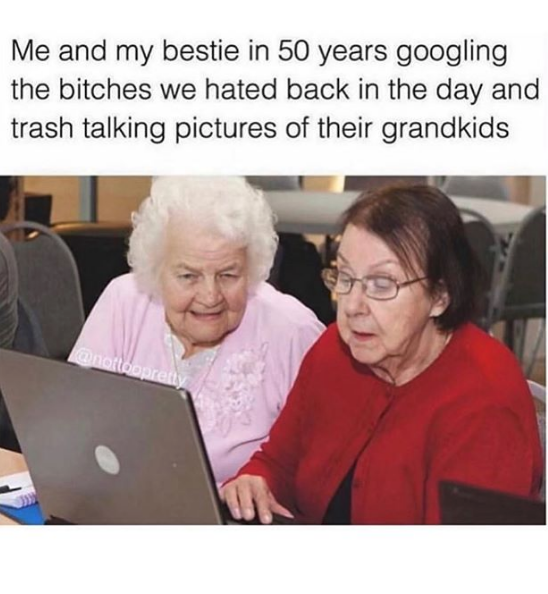 Me and my bestie in 50 years googling
the bitches we hated back in the day and
trash talking pictures of their grandkids
@nottoopretty